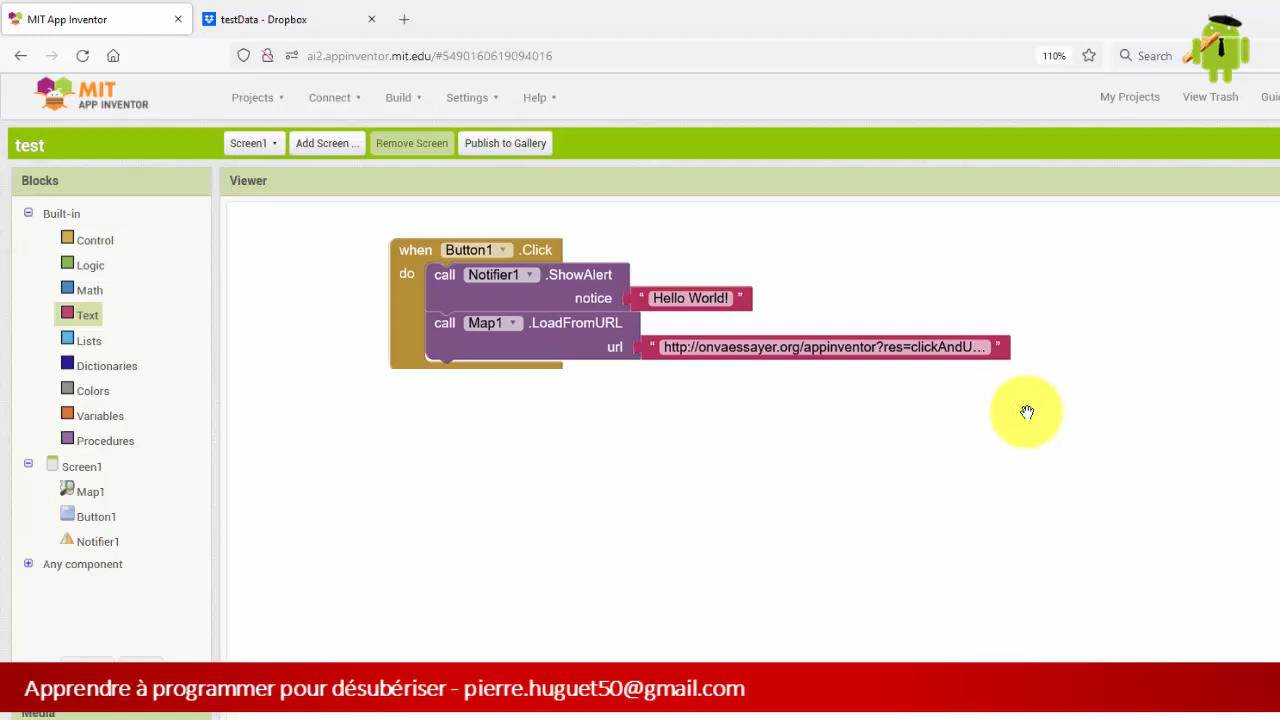 MIT App Inventor
testData - Dropbox
ai2.appinventor.mit.edu/#5490160619094016
110%
Search
MIT
APP INVENTOR
Projects
Connect
Build
Settings
Help
My Projects
View Trash
Gui
test
Screen1
Add Screen ...
Remove Screen
Publish to Gallery
Blocks
Viewer
Built-in
Control
Logic
Math
Text
Lists
Dictionaries
Colors
Variables
Procedures
Screen1
Map1
Button1
Notifier1
Any component
when Button1 .Click
do call Notifier1 .ShowAlert
notice “ Hello World! ”
call Map1 .LoadFromURL
url “ http://onvaessayer.org/appinventor?res=clickAndU... ”
Apprendre à programmer pour désubériser - pierre.huguet50@gmail.com
Media